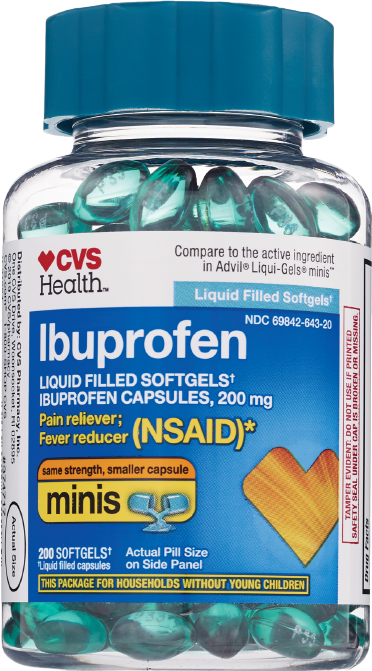 CVS
Health™
Compare to the active ingredient
in Advil® Liqui-Gels® minis**
Liquid Filled Softgels†
NDC 69842-643-20
Ibuprofen
LIQUID FILLED SOFTGELS†
IBUPROFEN CAPSULES, 200 mg
Pain reliever;
Fever reducer (NSAID)*
same strength, smaller capsule
minis
200 SOFTGELS†
†Liquid filled capsules
Actual Pill Size
on Side Panel
THIS PACKAGE FOR HOUSEHOLDS WITHOUT YOUNG CHILDREN
Distributed by: CVS Pharmacy, Inc.
Actual Size
TAMPER EVIDENT: DO NOT USE IF PRINTED
SAFETY SEAL UNDER CAP IS BROKEN OR MISSING.
Drug Facts